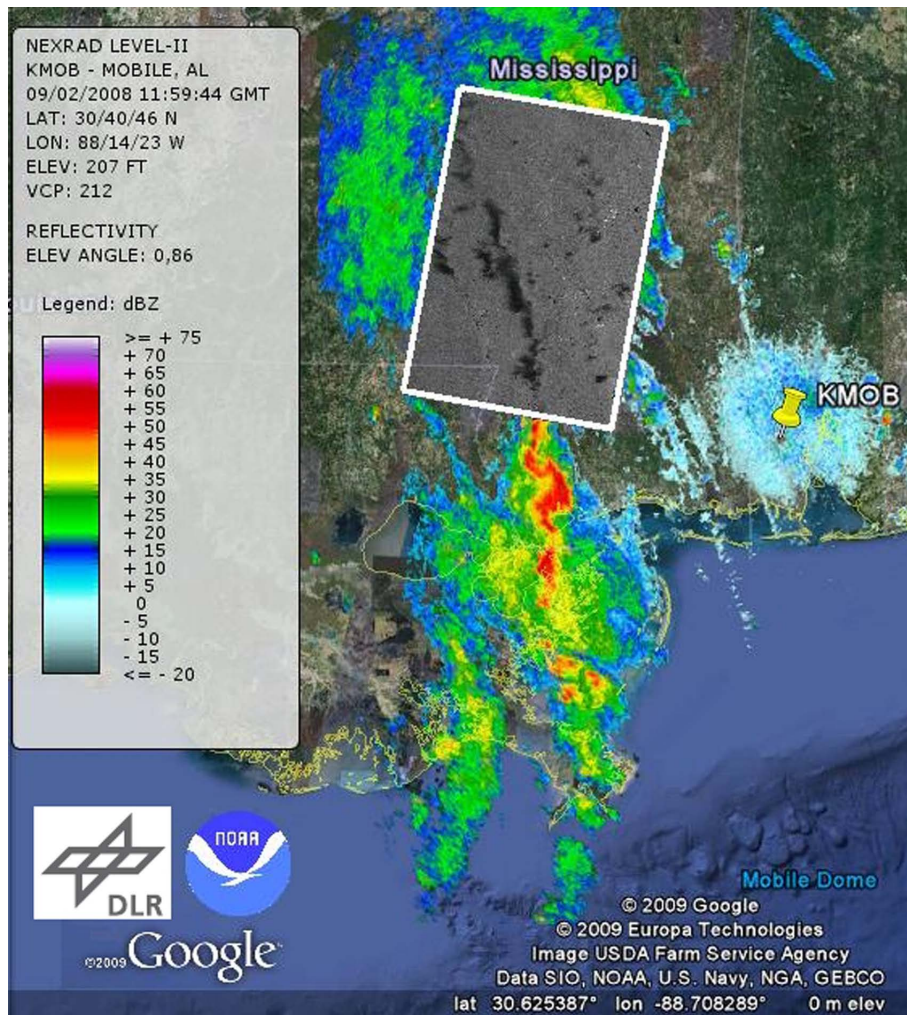 NEXRAD LEVEL-II
KMOB - MOBILE, AL
09/02/2008 11:59:44 GMT
LAT: 30/40/46 N
LON: 88/14/23 W
ELEV: 207 FT
VCP: 212
REFLECTIVITY
ELEV ANGLE: 0,86
Legend: dBZ
>= + 75
+ 70
+ 65
+ 60
+ 55
+ 50
+ 45
+ 40
+ 35
+ 30
+ 25
+ 20
+ 15
+ 10
+ 5
0
- 5
- 10
- 15
<= - 20
Mississippi
KMOB
Mobile Dome
DLR
NOAA
©2009 Google™
© 2009 Google
© 2009 Europa Technologies
Image USDA Farm Service Agency
Data SIO, NOAA, U.S. Navy, NGA, GEBCO
lat 30.625387° lon -88.708289° 0 m elev